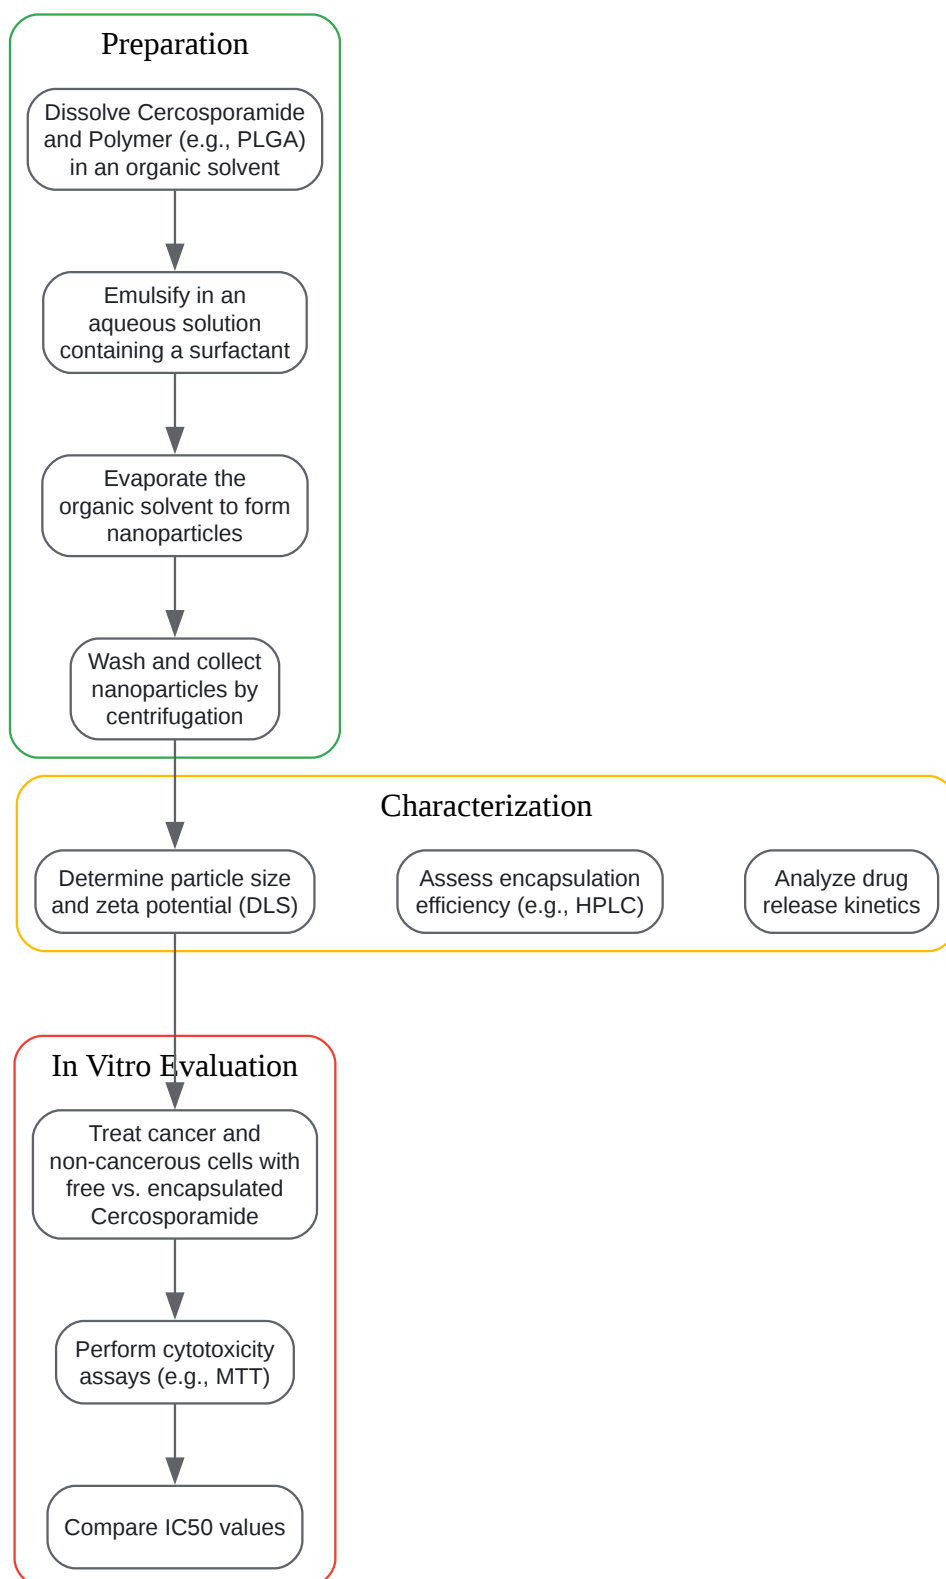 Preparation
Dissolve Cercosporamide
and Polymer (e.g., PLGA)
in an organic solvent
Emulsify in an
aqueous solution
containing a surfactant
Evaporate the
organic solvent to form
nanoparticles
Wash and collect
nanoparticles by
centrifugation
Characterization
Determine particle size
and zeta potential (DLS)
Assess encapsulation
efficiency (e.g., HPLC)
Analyze drug
release kinetics
In Vitro Evaluation
Treat cancer and
non-cancerous cells with
free vs. encapsulated
Cercosporamide
Perform cytotoxicity
assays (e.g., MTT)
Compare IC50 values